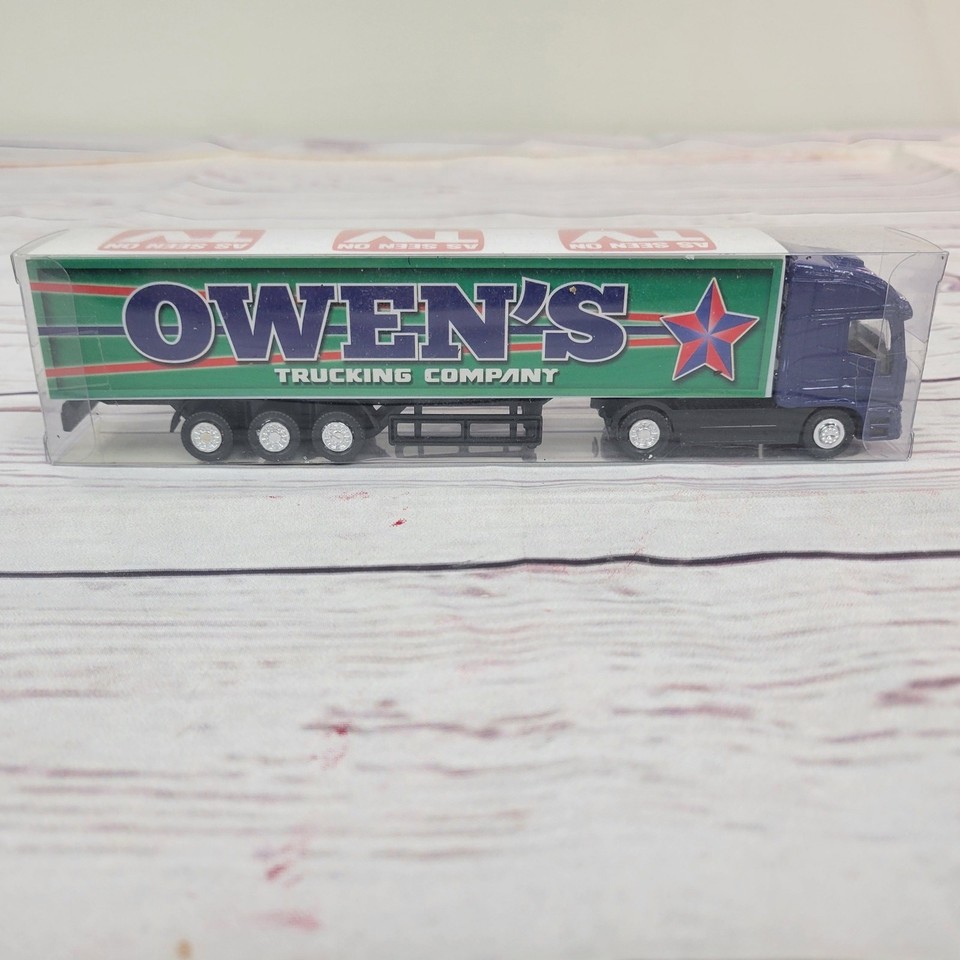 AS SEEN ON
TV
AS SEEN ON
TV
AS SEEN ON
TV
OWEN'S
TRUCKING COMPANY